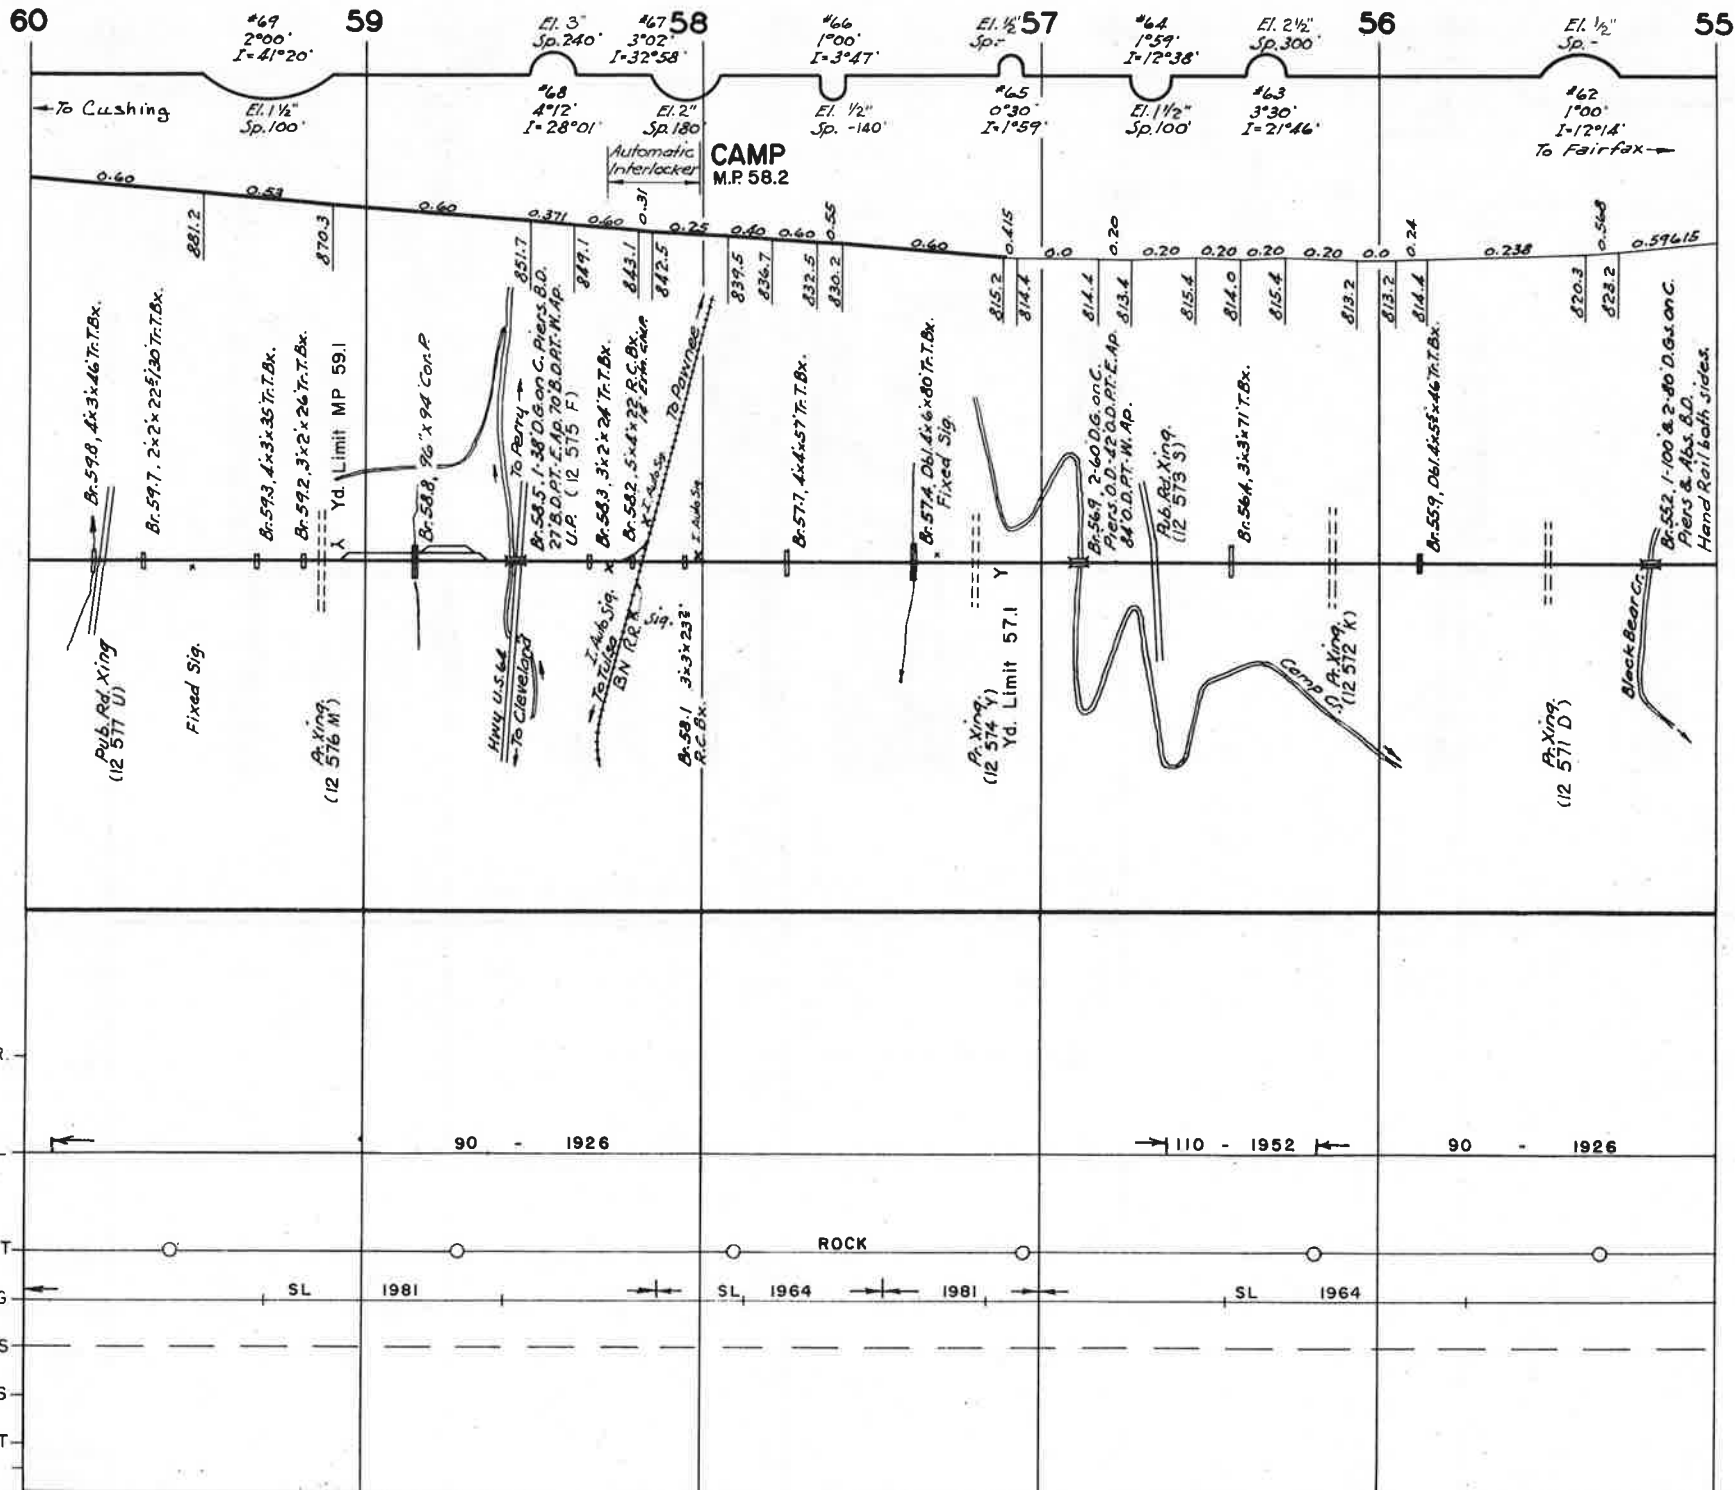 60
59
58
57
56
55
#69
2°00'
I=41°20'
El. 1½"
Sp. 100'
El. 3"
Sp. 240'
#68
4°12'
I=28°01'
#67
3°02'
I=32°58'
El. 2"
Sp. 180'
#66
1°00'
I=3°47'
El. ½"
Sp. -140'
El. ½"
Sp.-
#65
0°30'
I=1°59'
#64
1°59'
I=12°38'
El. 1½"
Sp. 100'
El. 2½"
Sp. 300'
#63
3°30'
I=21°46'
El. ½"
Sp. -
#62
1°00'
I=12°14'
To Cushing
To Fairfax
Automatic
Interlocker
CAMP
M.P. 58.2
0.60
0.53
0.60
0.371
0.60
0.31
0.25
0.40
0.60
0.55
0.60
0.415
0.0
0.20
0.20
0.20
0.20
0.20
0.0
0.24
0.238
0.568
0.59615
881.2
870.3
851.7
849.1
843.1
842.5
839.5
836.7
832.5
830.2
815.2
814.4
814.4
813.4
815.4
814.0
815.4
813.2
813.2
814.4
820.3
823.2
Br. 59.8, 4'x3'x46' Tr.T.Bx.
Br. 59.7, 2'x2'x22⁵/30' Tr.T.Bx.
Br. 59.3, 4'x3'x35' Tr.T.Bx.
Br. 59.2, 3'x2'x26' Tr.T.Bx.
Yd. Limit MP 59.1
Br. 58.8, 96"x94' Con.P.
To Perry
Br. 58.5, 1-38' D.G. on C. Piers. B.D.
27' B.D.P.T.-E.Ap. 70' B.D.P.T.-W.Ap.
U.P. (12 575 F)
Br. 58.3, 3'x2'x24' Tr.T.Bx.
Br. 58.2, 5'x4'x22' R.C.Bx.
To Pawnee
X I. Auto Sig.
X I. Auto Sig.
Br. 57.7, 4'x4'x57' Tr.T.Bx.
Br. 57.4, Dbl. 4'x6'x80' Tr.T.Bx.
Fixed Sig.
Br. 56.9, 2-60' D.G. on C.
Piers. O.D.-42' O.D.P.T.-E.Ap.
84' O.D.P.T.-W.Ap.
Pub. Rd. Xing.
(12 573 S)
Br. 56.4, 3'x3'x71' T.Bx.
Br. 55.9, Dbl. 4'x5½'x46' Tr.T.Bx.
Br. 55.2, 1-100' & 2-80' D.G.s. on C.
Piers & Abs. B.D.
Hand Rail both sides.
Pub. Rd. Xing
(12 577 U)
Fixed Sig.
Pr. Xing.
(12 576 M)
Hwy. U.S. 64
To Cleveland
I. Auto Sig.
To Tulsa
BN R.R.
Sig.
Br. 58.1 3'x3'x23½'
R.C. Bx.
Pr. Xing.
(12 574 Y)
Yd. Limit 57.1
Y
Camp
Pr. Xing.
(12 572 K)
Pr. Xing.
(12 571 D)
Black Bear Cr.
R.
L
90 - 1926
110 - 1952
90 - 1926
T
ROCK
G
SL 1981
SL 1964
1981
SL 1964
S
S
T